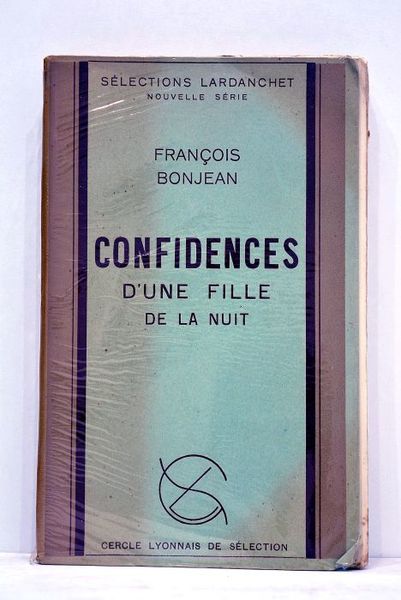 SÉLECTIONS LARDANCHET
NOUVELLE SÉRIE
FRANÇOIS
BONJEAN
CONFIDENCES
D'UNE FILLE
DE LA NUIT
CERCLE LYONNAIS DE SÉLECTION